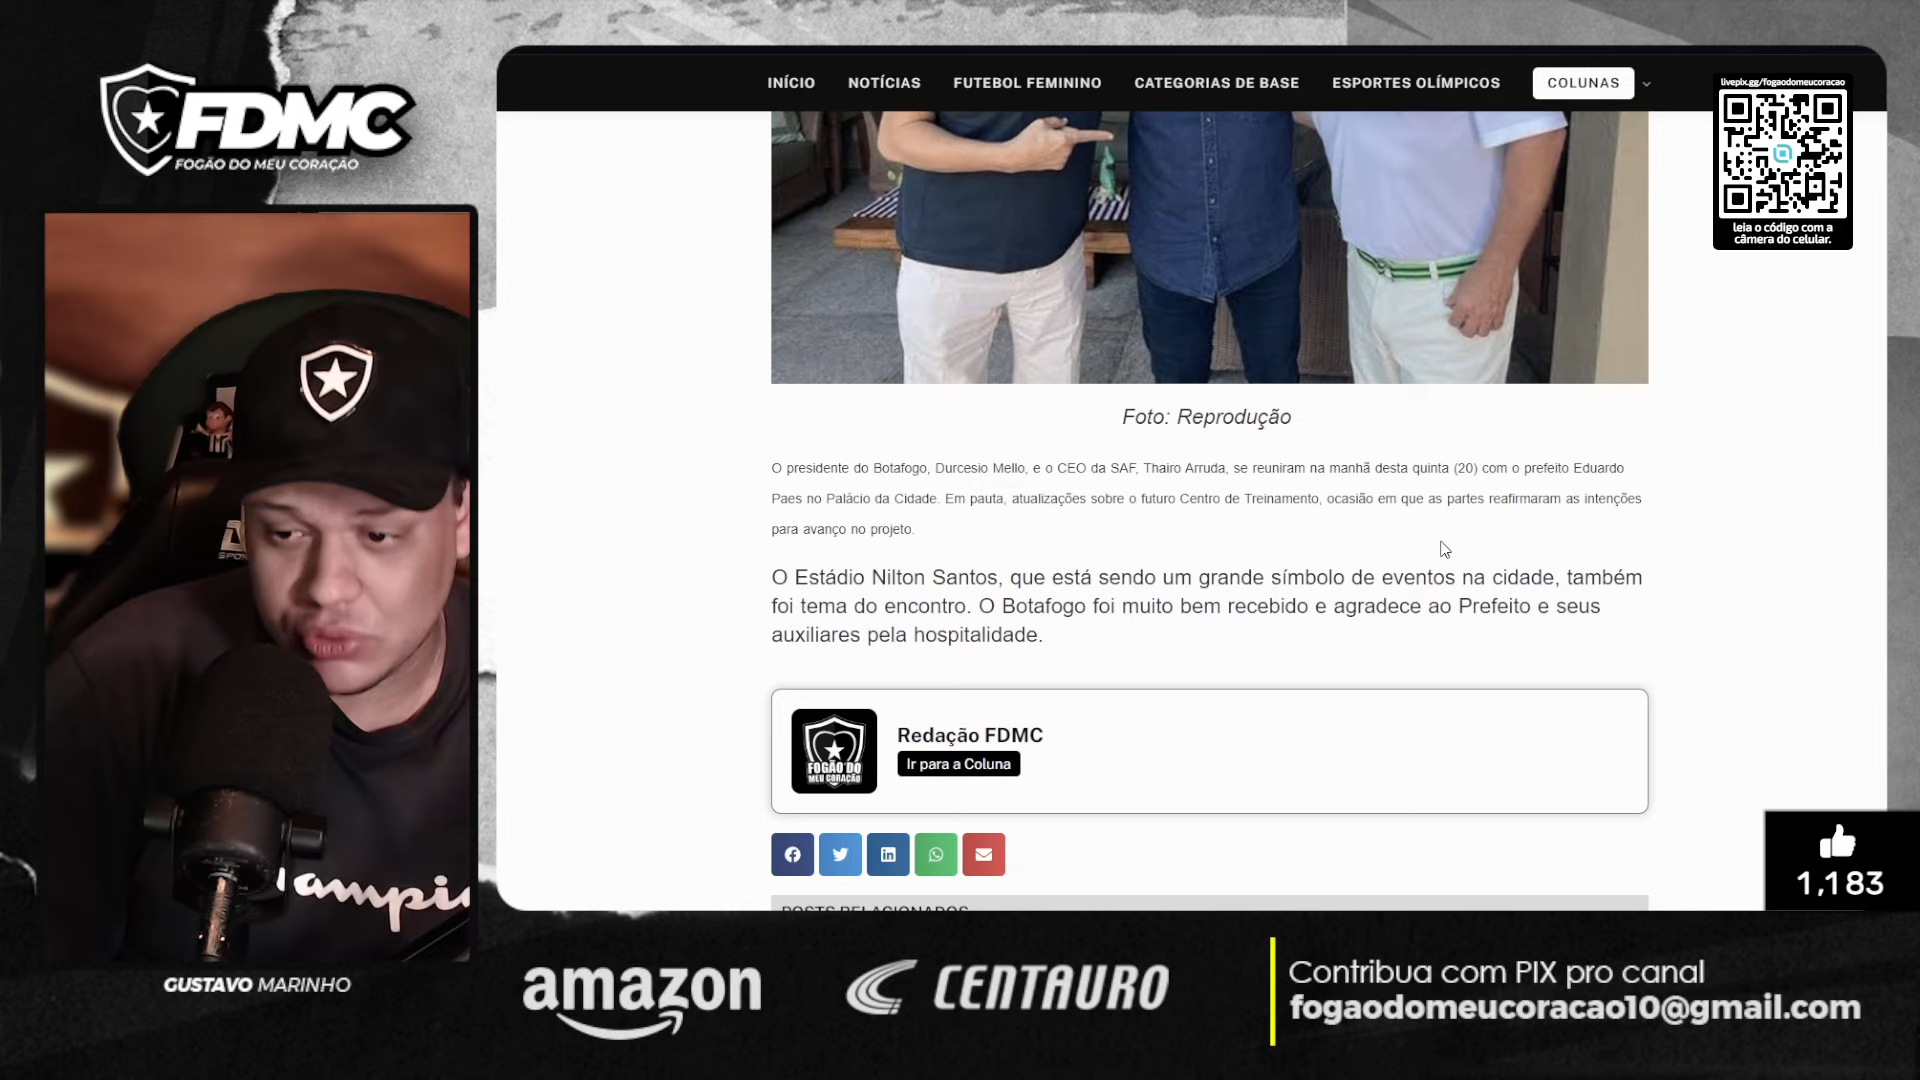 FDMC
FOGÃO DO MEU CORAÇÃO
INÍCIO NOTÍCIAS FUTEBOL FEMININO CATEGORIAS DE BASE ESPORTES OLÍMPICOS COLUNAS
livepix.gg/fogaodomeucoracao
leia o código com a
câmera do celular.
Foto: Reprodução
O presidente do Botafogo, Durcesio Mello, e o CEO da SAF, Thairo Arruda, se reuniram na manhã desta quinta (20) com o prefeito Eduardo
Paes no Palácio da Cidade. Em pauta, atualizações sobre o futuro Centro de Treinamento, ocasião em que as partes reafirmaram as intenções
para avanço no projeto.
O Estádio Nilton Santos, que está sendo um grande símbolo de eventos na cidade, também
foi tema do encontro. O Botafogo foi muito bem recebido e agradece ao Prefeito e seus
auxiliares pela hospitalidade.
FOGÃO DO
MEU CORAÇÃO
Redação FDMC
Ir para a Coluna
POSTS RELACIONADOS
1,183
GUSTAVO MARINHO
amazon
CENTAURO
Contribua com PIX pro canal
fogaodomeucoracao10@gmail.com